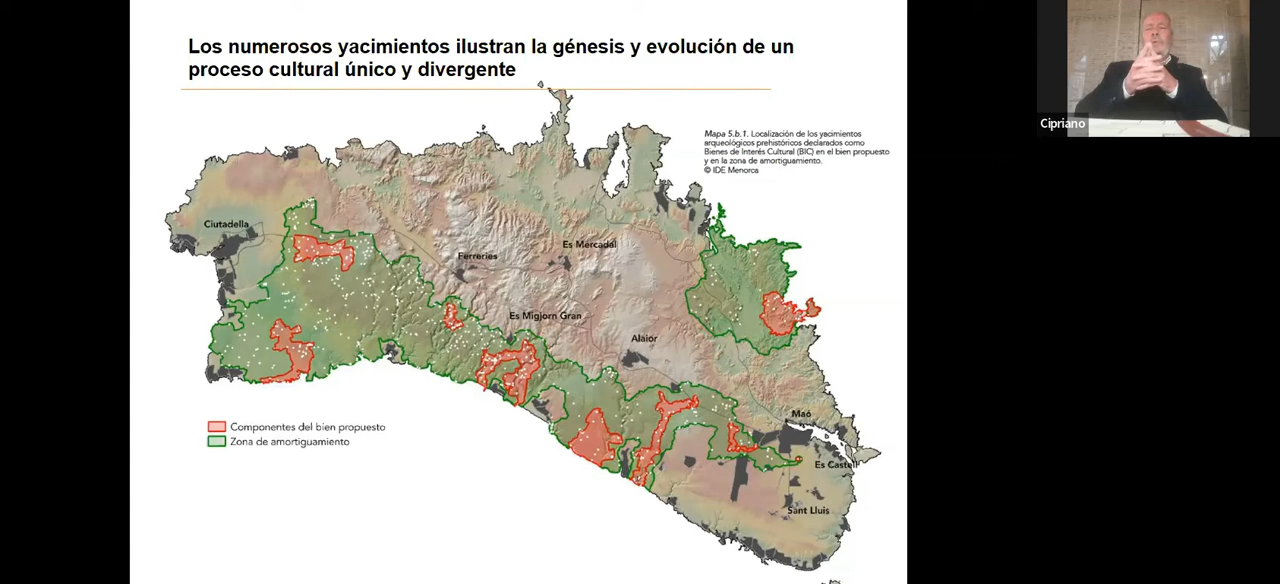 Los numerosos yacimientos ilustran la génesis y evolución de un
proceso cultural único y divergente
Mapa 5.b.1. Localización de los yacimientos
arqueológicos prehistóricos declarados como
Bienes de Interés Cultural (BIC) en el bien propuesto
y en la zona de amortiguamiento.
© IDE Menorca
Cipriano
Ciutadella
Ferreries
Es Mercadal
Es Migjorn Gran
Alaior
Maó
Es Castell
Sant Lluis
Componentes del bien propuesto
Zona de amortiguamiento